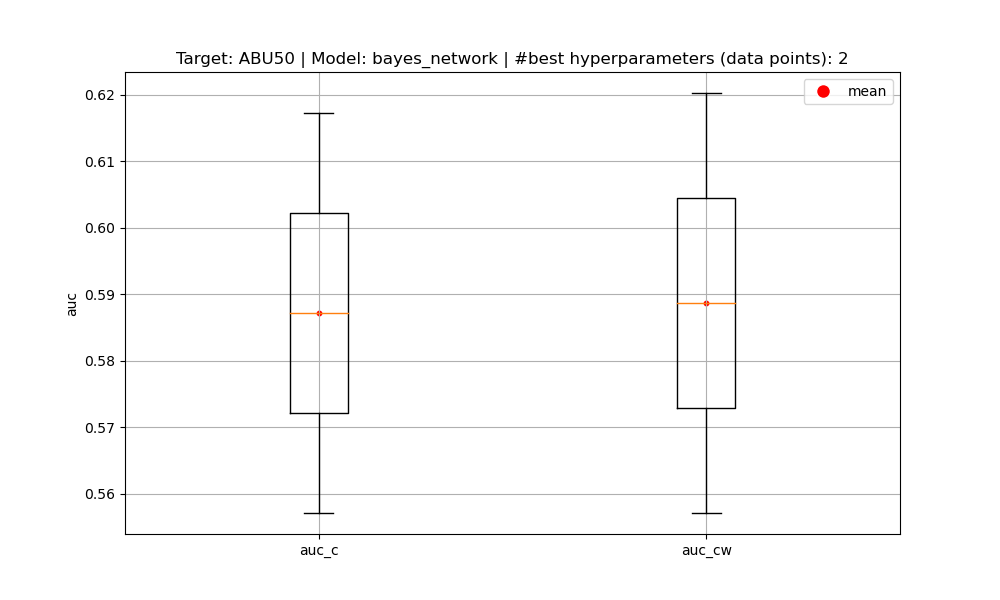 Target: ABU50 | Model: bayes_network | #best hyperparameters (data points): 2
mean
0.62
0.61
0.60
0.59
0.58
0.57
0.56
auc
auc_c
auc_cw